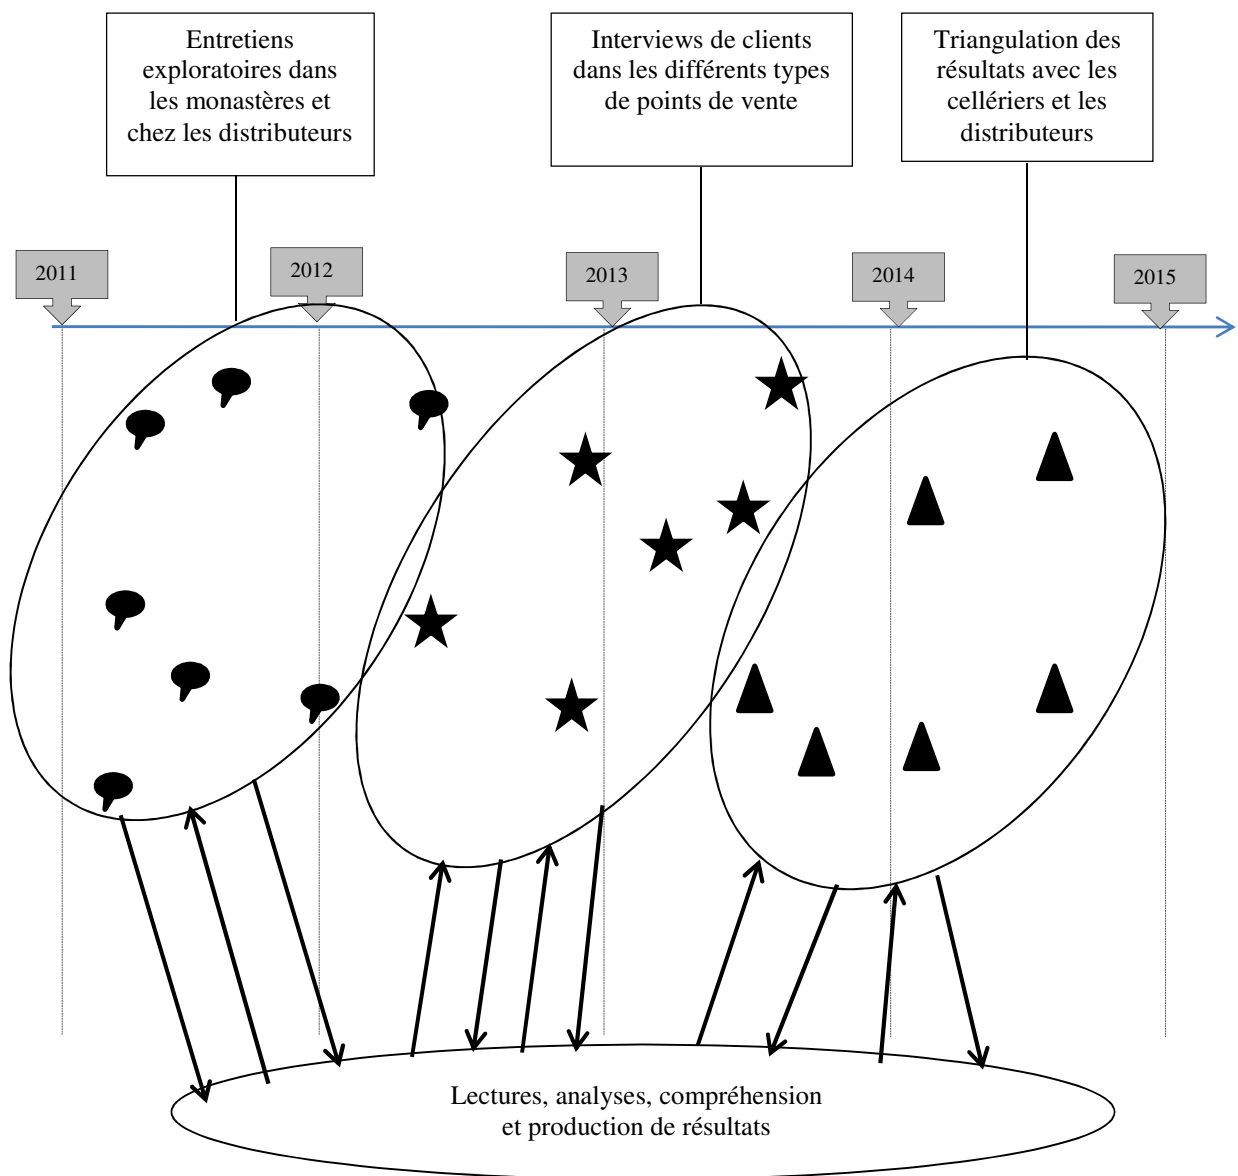 Entretiens
exploratoires dans
les monastères et
chez les distributeurs
Interviews de clients
dans les différents types
de points de vente
Triangulation des
résultats avec les
cellériers et les
distributeurs
2011
2012
2013
2014
2015
Lectures, analyses, compréhension
et production de résultats